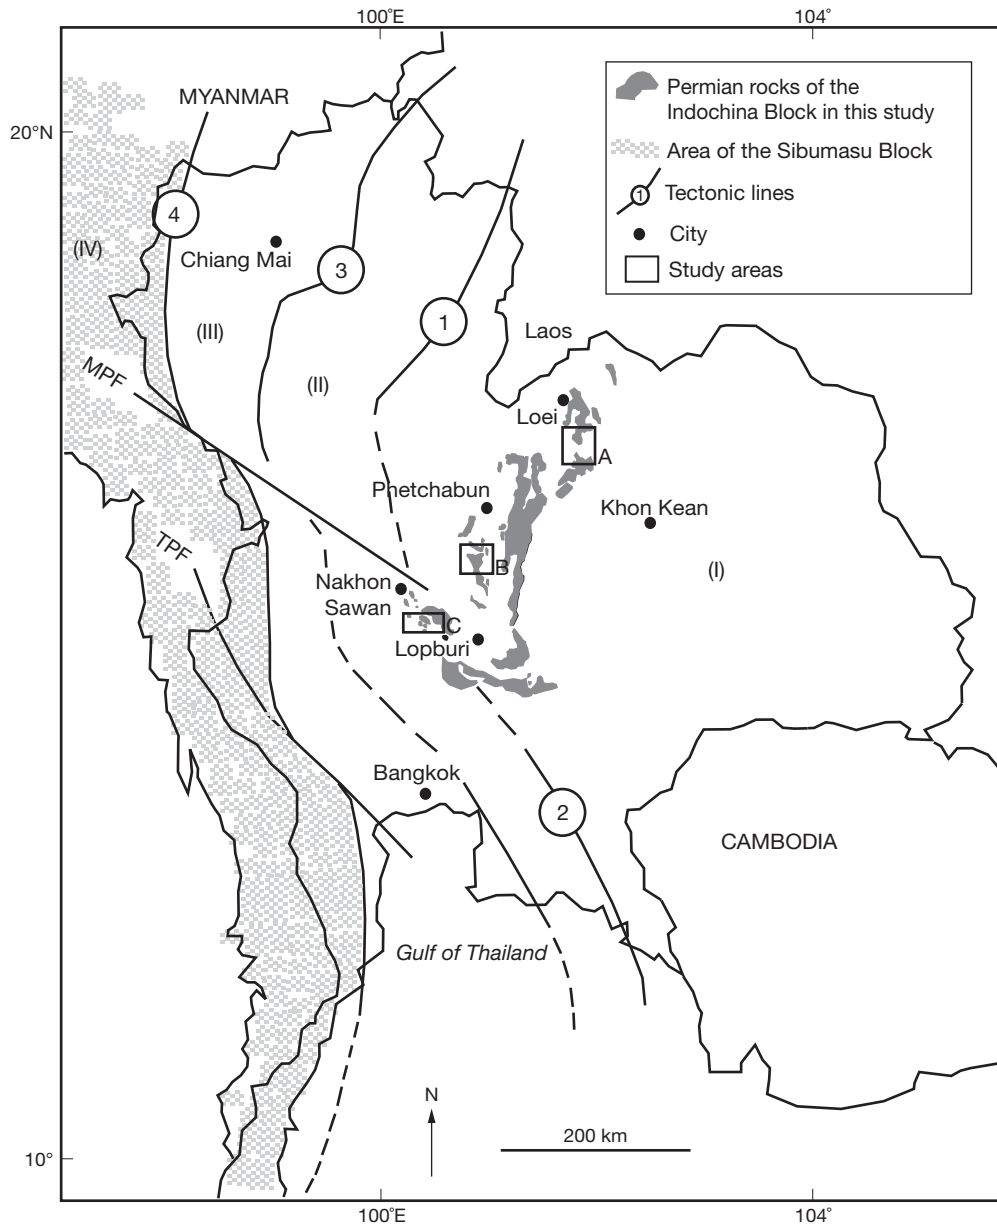 100°E
104°
20°N
MYANMAR
Permian rocks of the
Indochina Block in this study
Area of the Sibumasu Block
1
Tectonic lines
City
Study areas
4
(IV)
Chiang Mai
3
1
(III)
Laos
(II)
MPF
Loei
A
Phetchabun
Khon Kean
TPF
B
(I)
Nakhon
Sawan
C
Lopburi
Bangkok
2
CAMBODIA
Gulf of Thailand
N
200 km
10°
100°E
104°